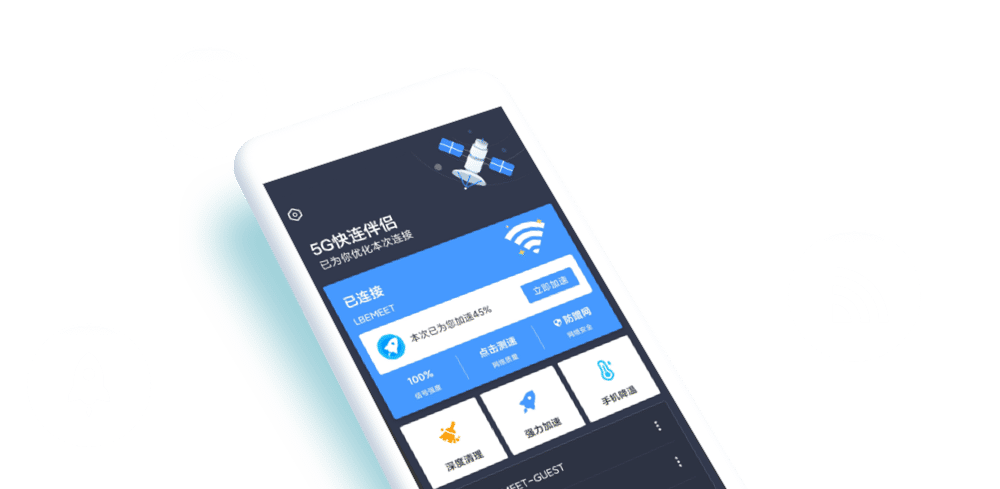 5G快连伴侣
已为你优化本次连接
已连接
LBEMEET
本次已为您加速45%
立即加速
100%
信号强度
点击测速
网络质量
防蹭网
网络安全
深度清理
强力加速
手机降温
MEET-GUEST